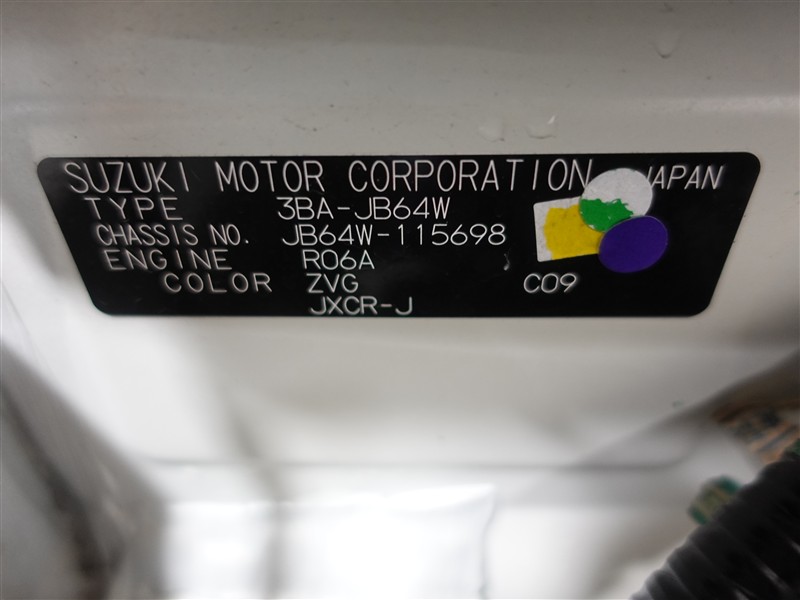 SUZUKI MOTOR CORPORATION JAPAN
TYPE 3BA-JB64W
CHASSIS NO. JB64W-115698
ENGINE R06A
COLOR ZVG C09
JXCR-J